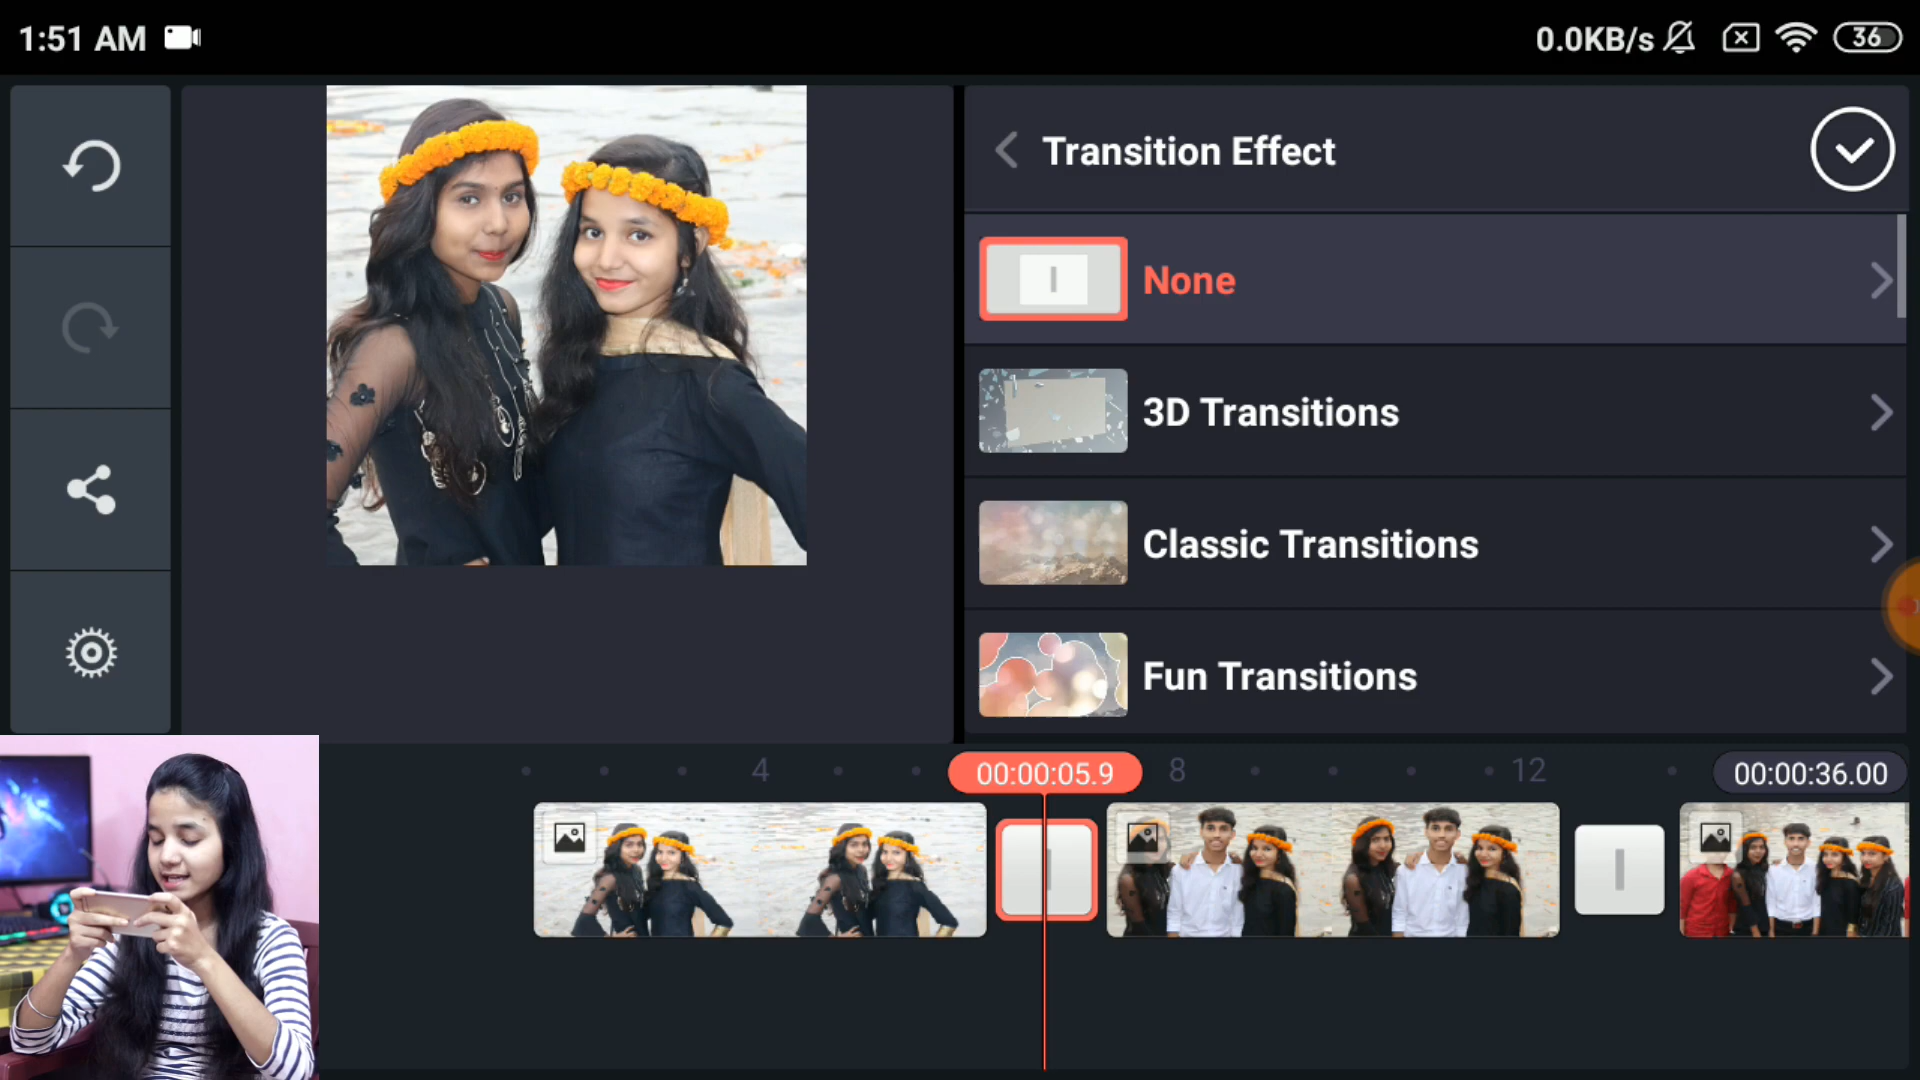 1:51 AM
0.0KB/s
36
Transition Effect
None
3D Transitions
Classic Transitions
Fun Transitions
4
00:00:05.9
8
12
00:00:36.00